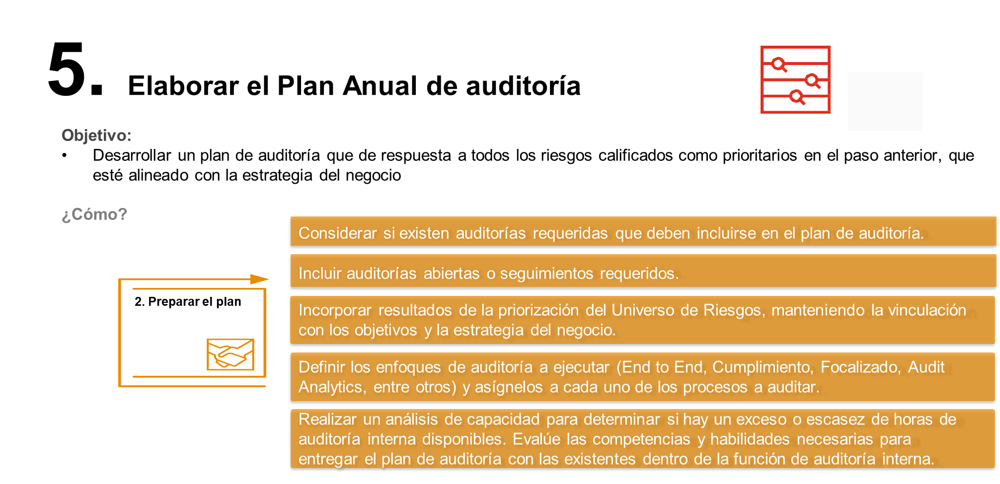 5. Elaborar el Plan Anual de auditoría
Objetivo:
• Desarrollar un plan de auditoría que de respuesta a todos los riesgos calificados como prioritarios en el paso anterior, que
esté alineado con la estrategia del negocio
¿Cómo?
2. Preparar el plan
Considerar si existen auditorías requeridas que deben incluirse en el plan de auditoría.
Incluir auditorías abiertas o seguimientos requeridos.
Incorporar resultados de la priorización del Universo de Riesgos, manteniendo la vinculación
con los objetivos y la estrategia del negocio.
Definir los enfoques de auditoría a ejecutar (End to End, Cumplimiento, Focalizado, Audit
Analytics, entre otros) y asígnelos a cada uno de los procesos a auditar.
Realizar un análisis de capacidad para determinar si hay un exceso o escasez de horas de
auditoría interna disponibles. Evalúe las competencias y habilidades necesarias para
entregar el plan de auditoría con las existentes dentro de la función de auditoría interna.